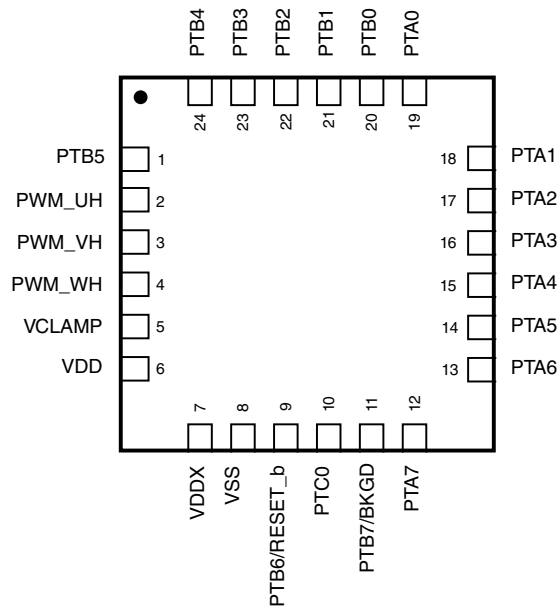 PTB4 PTB3 PTB2 PTB1 PTB0 PTA0
24 23 22 21 20 19
PTB5 1 18 PTA1
PWM_UH 2 17 PTA2
PWM_VH 3 16 PTA3
PWM_WH 4 15 PTA4
VCLAMP 5 14 PTA5
VDD 6 13 PTA6
7 8 9 10 11 12
VDDX VSS PTB6/RESET_b PTC0 PTB7/BKGD PTA7